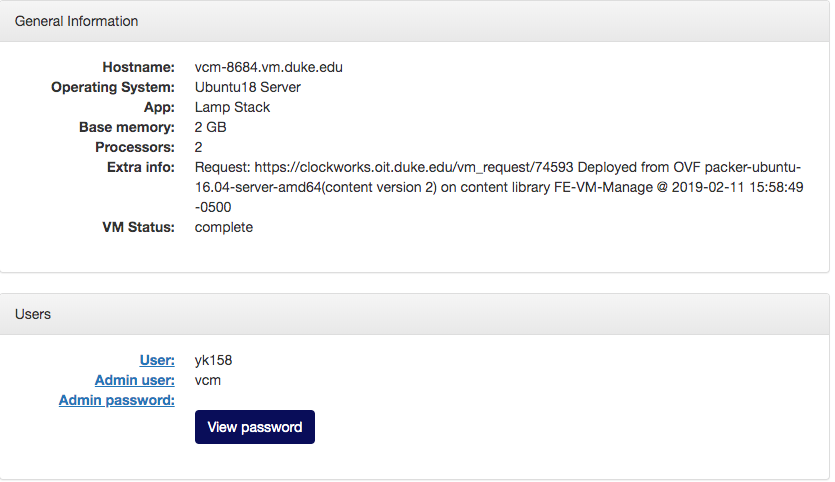 General Information
Hostname: vcm-8684.vm.duke.edu
Operating System: Ubuntu18 Server
App: Lamp Stack
Base memory: 2 GB
Processors: 2
Extra info: Request: https://clockworks.oit.duke.edu/vm_request/74593 Deployed from OVF packer-ubuntu-
16.04-server-amd64(content version 2) on content library FE-VM-Manage @ 2019-02-11 15:58:49
-0500
VM Status: complete
Users
User: yk158
Admin user: vcm
Admin password:
View password